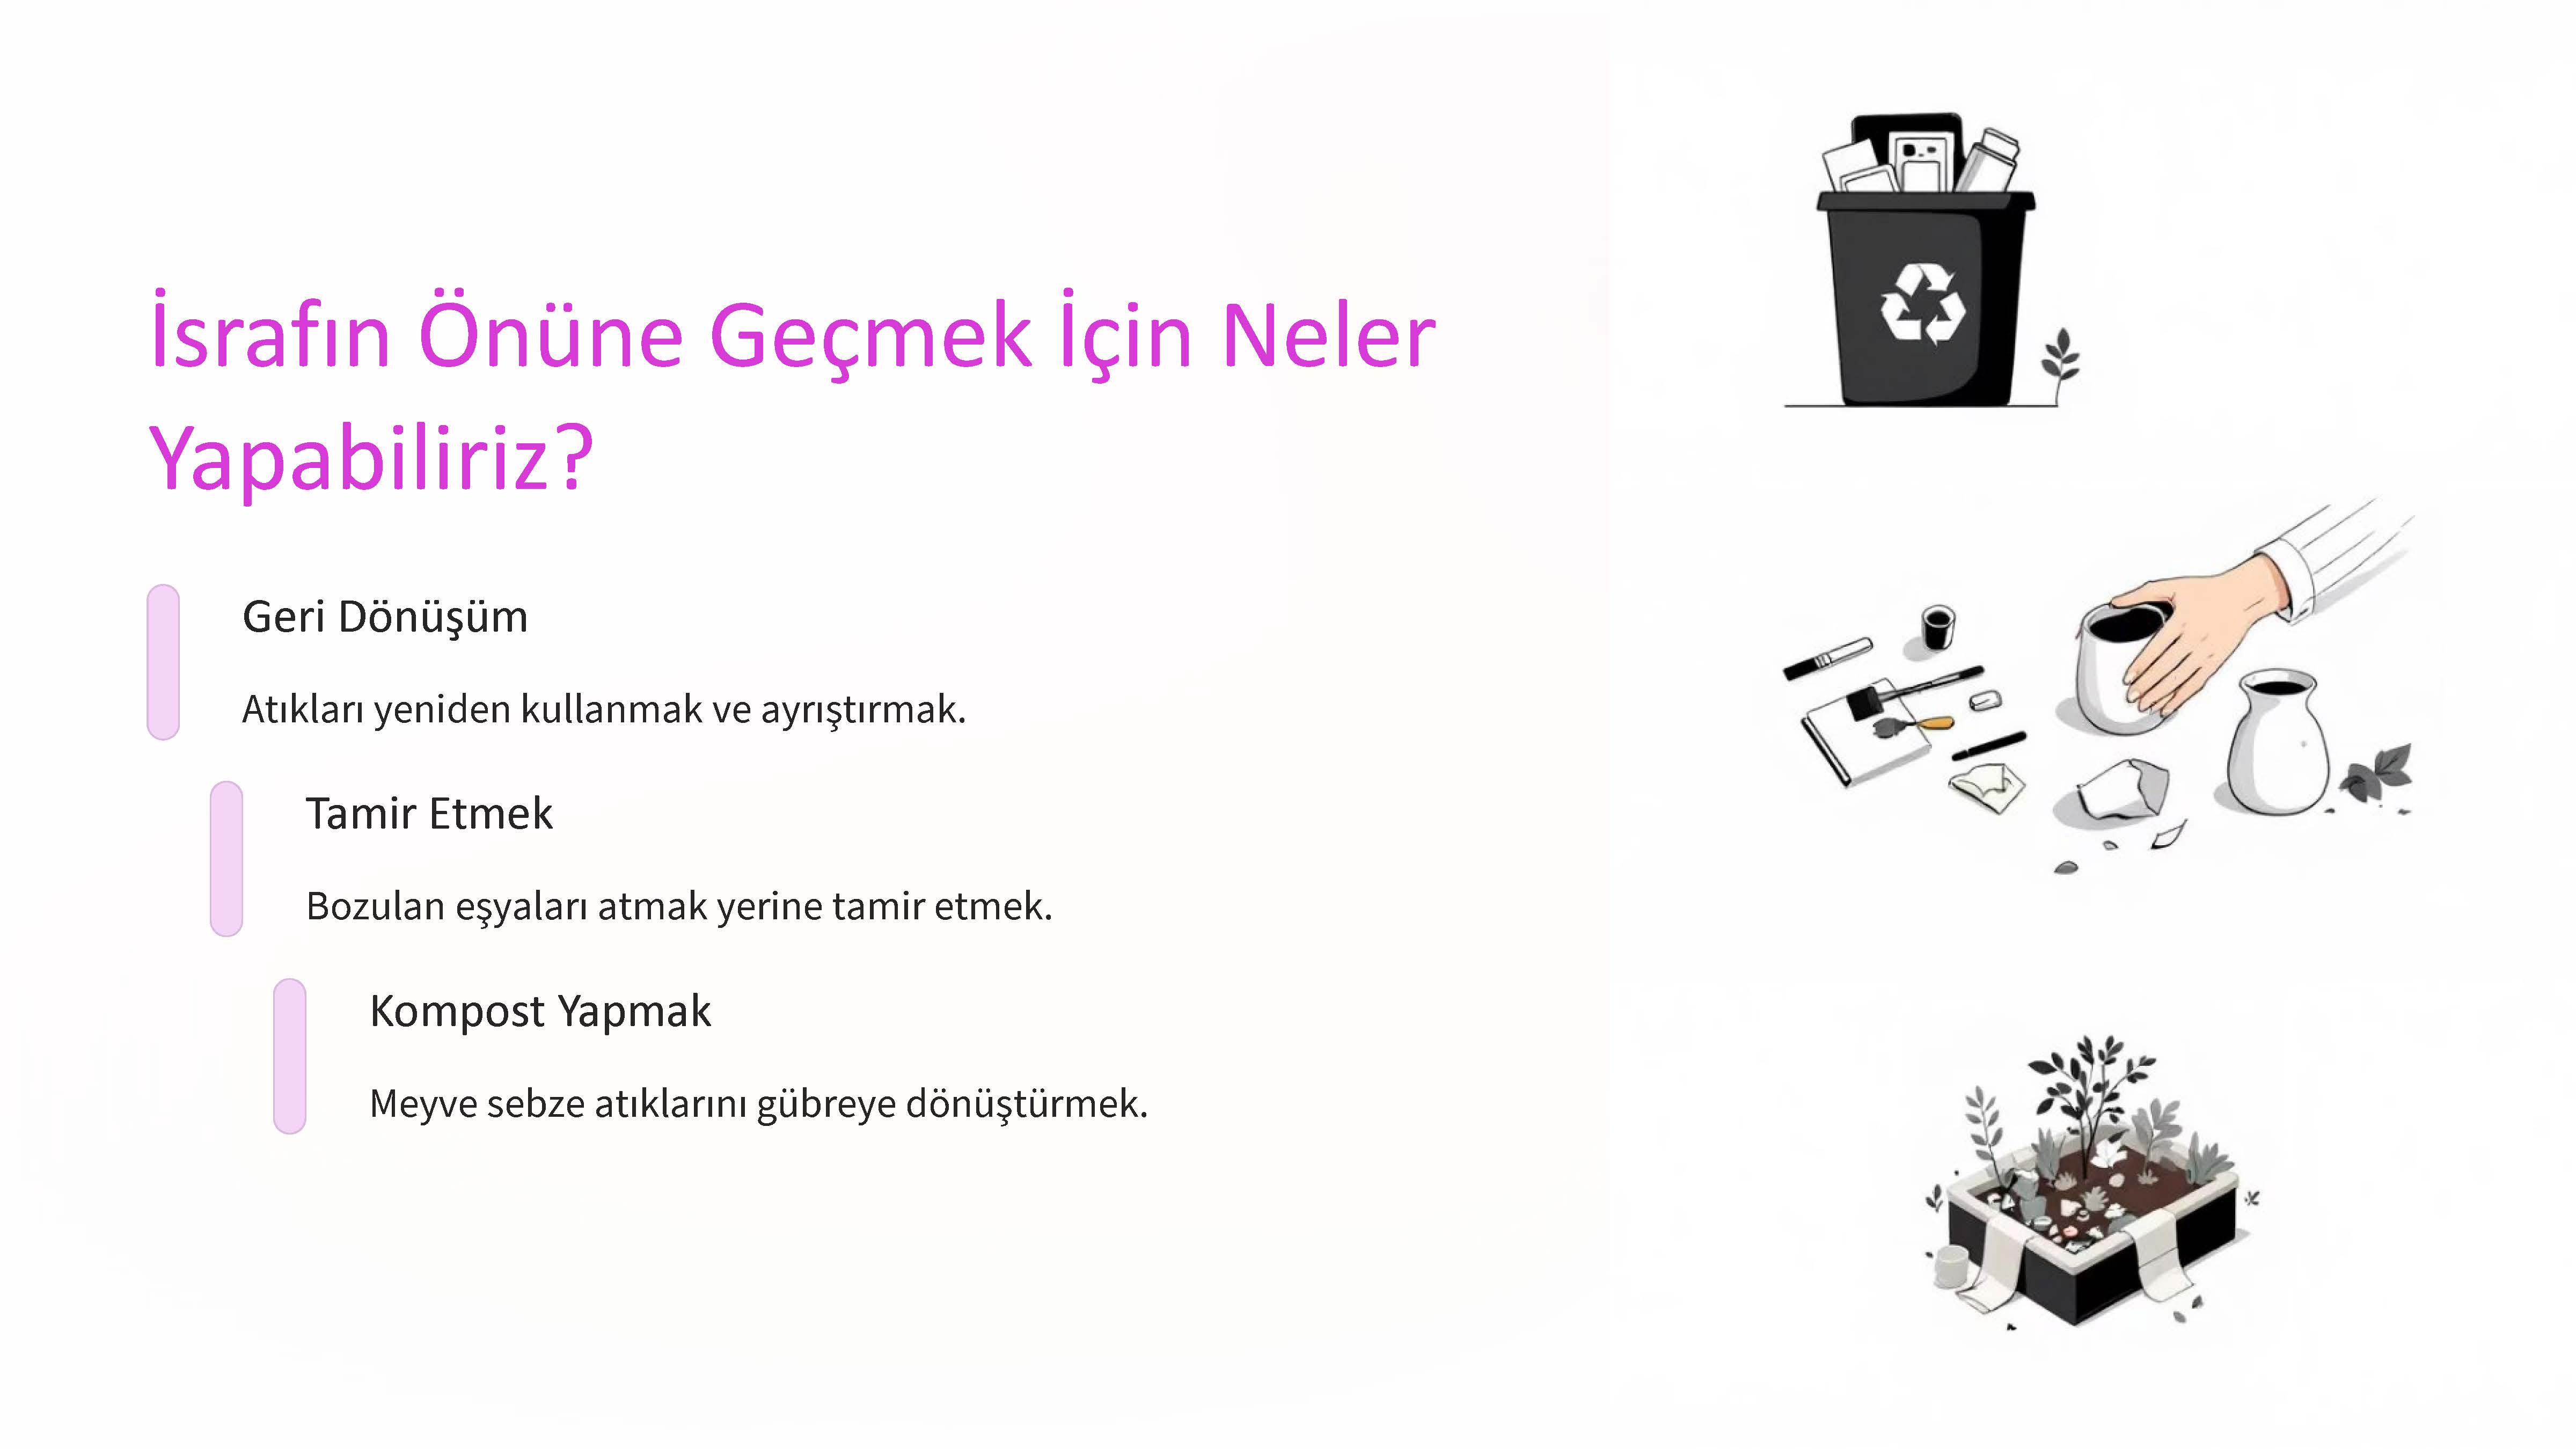 İsrafın Önüne Geçmek İçin Neler
Yapabiliriz?
Geri Dönüşüm
Atıkları yeniden kullanmak ve ayrıştırmak.
Tamir Etmek
Bozulan eşyaları atmak yerine tamir etmek.
Kompost Yapmak
Meyve sebze atıklarını gübreye dönüştürmek.